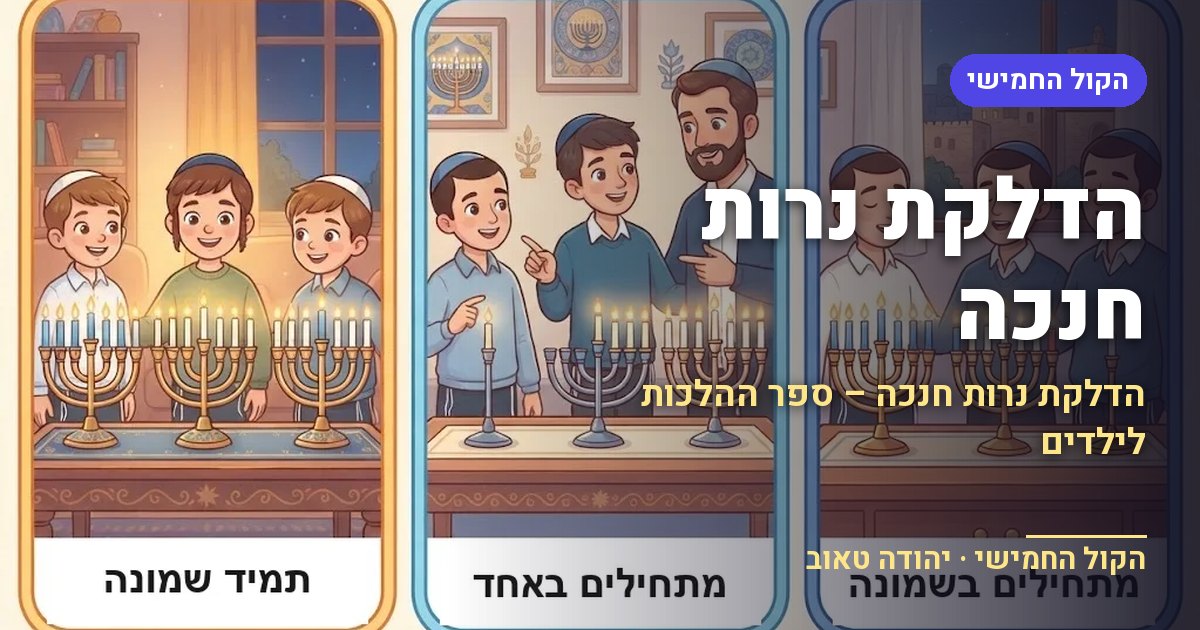 הקול החמישי
הדלקת נרות
חנכה
הדלקת נרות חנכה – ספר ההלכות
לילדים
הקול החמישי · יהודה טאוב
מתחילים בשמונה
מתחילים באחד
תמיד שמונה